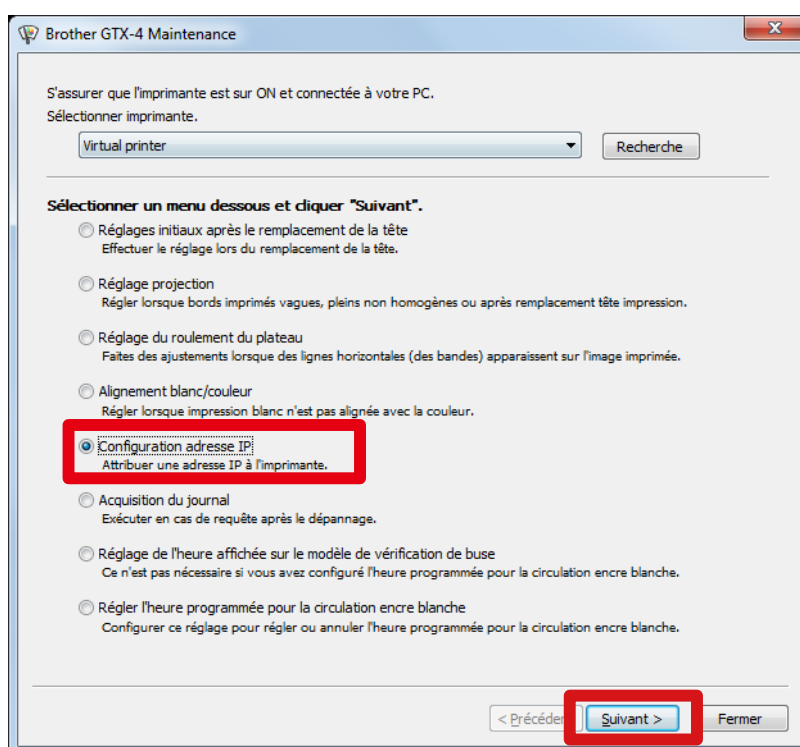 Brother GTX-4 Maintenance
S'assurer que l'imprimante est sur ON et connectée à votre PC.
Sélectionner imprimante.
Virtual printer
Recherche
Sélectionner un menu dessous et cliquer "Suivant".
Réglages initiaux après le remplacement de la tête
Effectuer le réglage lors du remplacement de la tête.
Réglage projection
Régler lorsque bords imprimés vagues, pleins non homogènes ou après remplacement tête impression.
Réglage du roulement du plateau
Faites des ajustements lorsque des lignes horizontales (des bandes) apparaissent sur l'image imprimée.
Alignement blanc/couleur
Régler lorsque impression blanc n'est pas alignée avec la couleur.
Configuration adresse IP
Attribuer une adresse IP à l'imprimante.
Acquisition du journal
Exécuter en cas de requête après le dépannage.
Réglage de l'heure affichée sur le modèle de vérification de buse
Ce n'est pas nécessaire si vous avez configuré l'heure programmée pour la circulation encre blanche.
Régler l'heure programmée pour la circulation encre blanche
Configurer ce réglage pour régler ou annuler l'heure programmée pour la circulation encre blanche.
< Précéden
Suivant >
Fermer